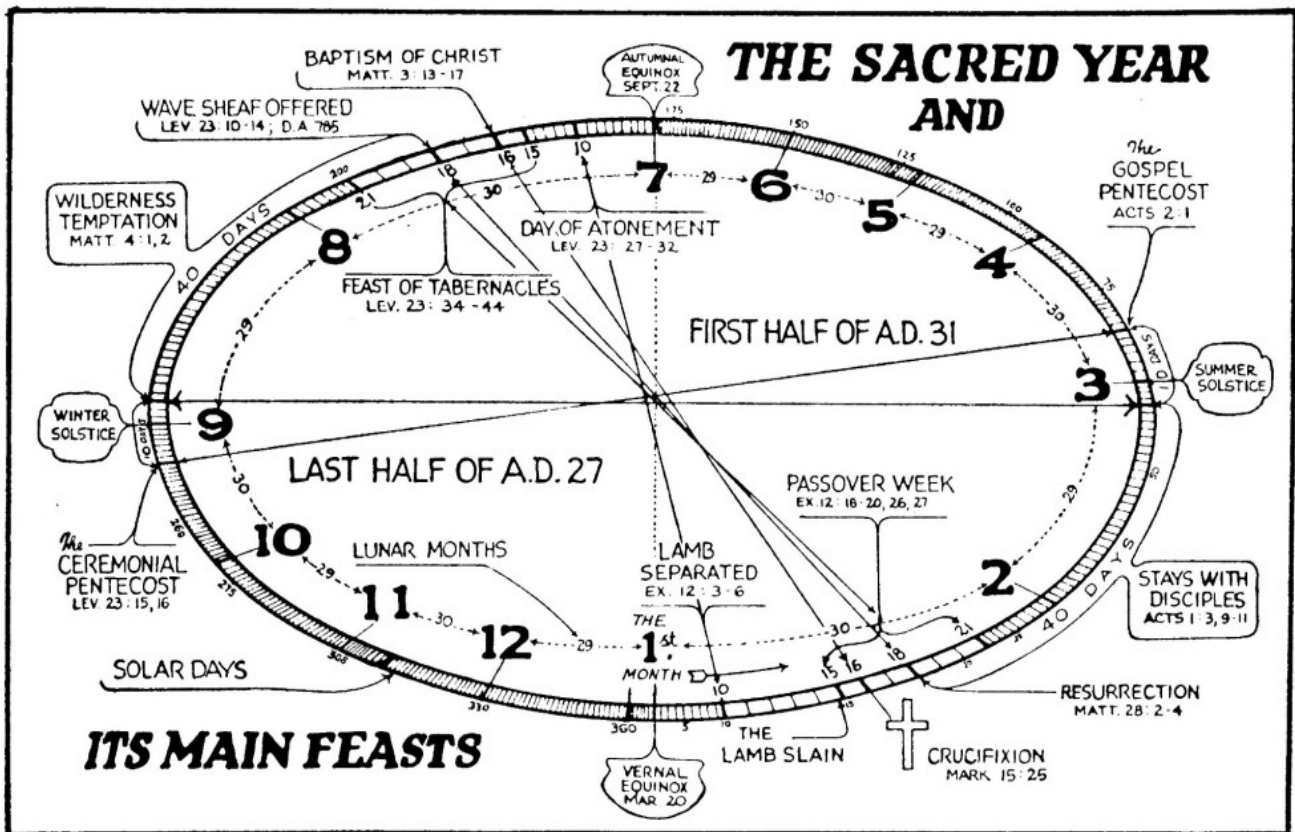 THE SACRED YEAR
AND
ITS MAIN FEASTS
BAPTISM OF CHRIST
MATT. 3:13-17
WAVE SHEAF OFFERED
LEV. 23:10-14; D.A. 785
AUTUMNAL
EQUINOX
SEPT. 22
The
GOSPEL
PENTECOST
ACTS 2:1
WILDERNESS
TEMPTATION
MATT. 4:1,2
40 DAYS
DAY OF ATONEMENT
LEV. 23:27-32
FEAST OF TABERNACLES
LEV. 23:34-44
175
150
125
100
75
50
200
21
18
16
15
10
7
29
6
30
5
29
4
30
3
29
2
30
8
29
9
30
10
29
11
30
12
29
THE
1st.
MONTH
30
FIRST HALF OF A.D. 31
10 DAYS
SUMMER
SOLSTICE
WINTER
SOLSTICE
10 DAYS
LAST HALF OF A.D. 27
PASSOVER WEEK
EX. 12:18-20, 26, 27
The
CEREMONIAL
PENTECOST
LEV. 23:15,16
260
275
308
330
360
5
10
LUNAR MONTHS
LAMB
SEPARATED
EX. 12:3-6
10
15
16
18
21
40 DAYS
STAYS WITH
DISCIPLES
ACTS 1:3, 9-11
SOLAR DAYS
RESURRECTION
MATT. 28:2-4
THE
LAMB SLAIN
CRUCIFIXION
MARK 15:25
VERNAL
EQUINOX
MAR. 20